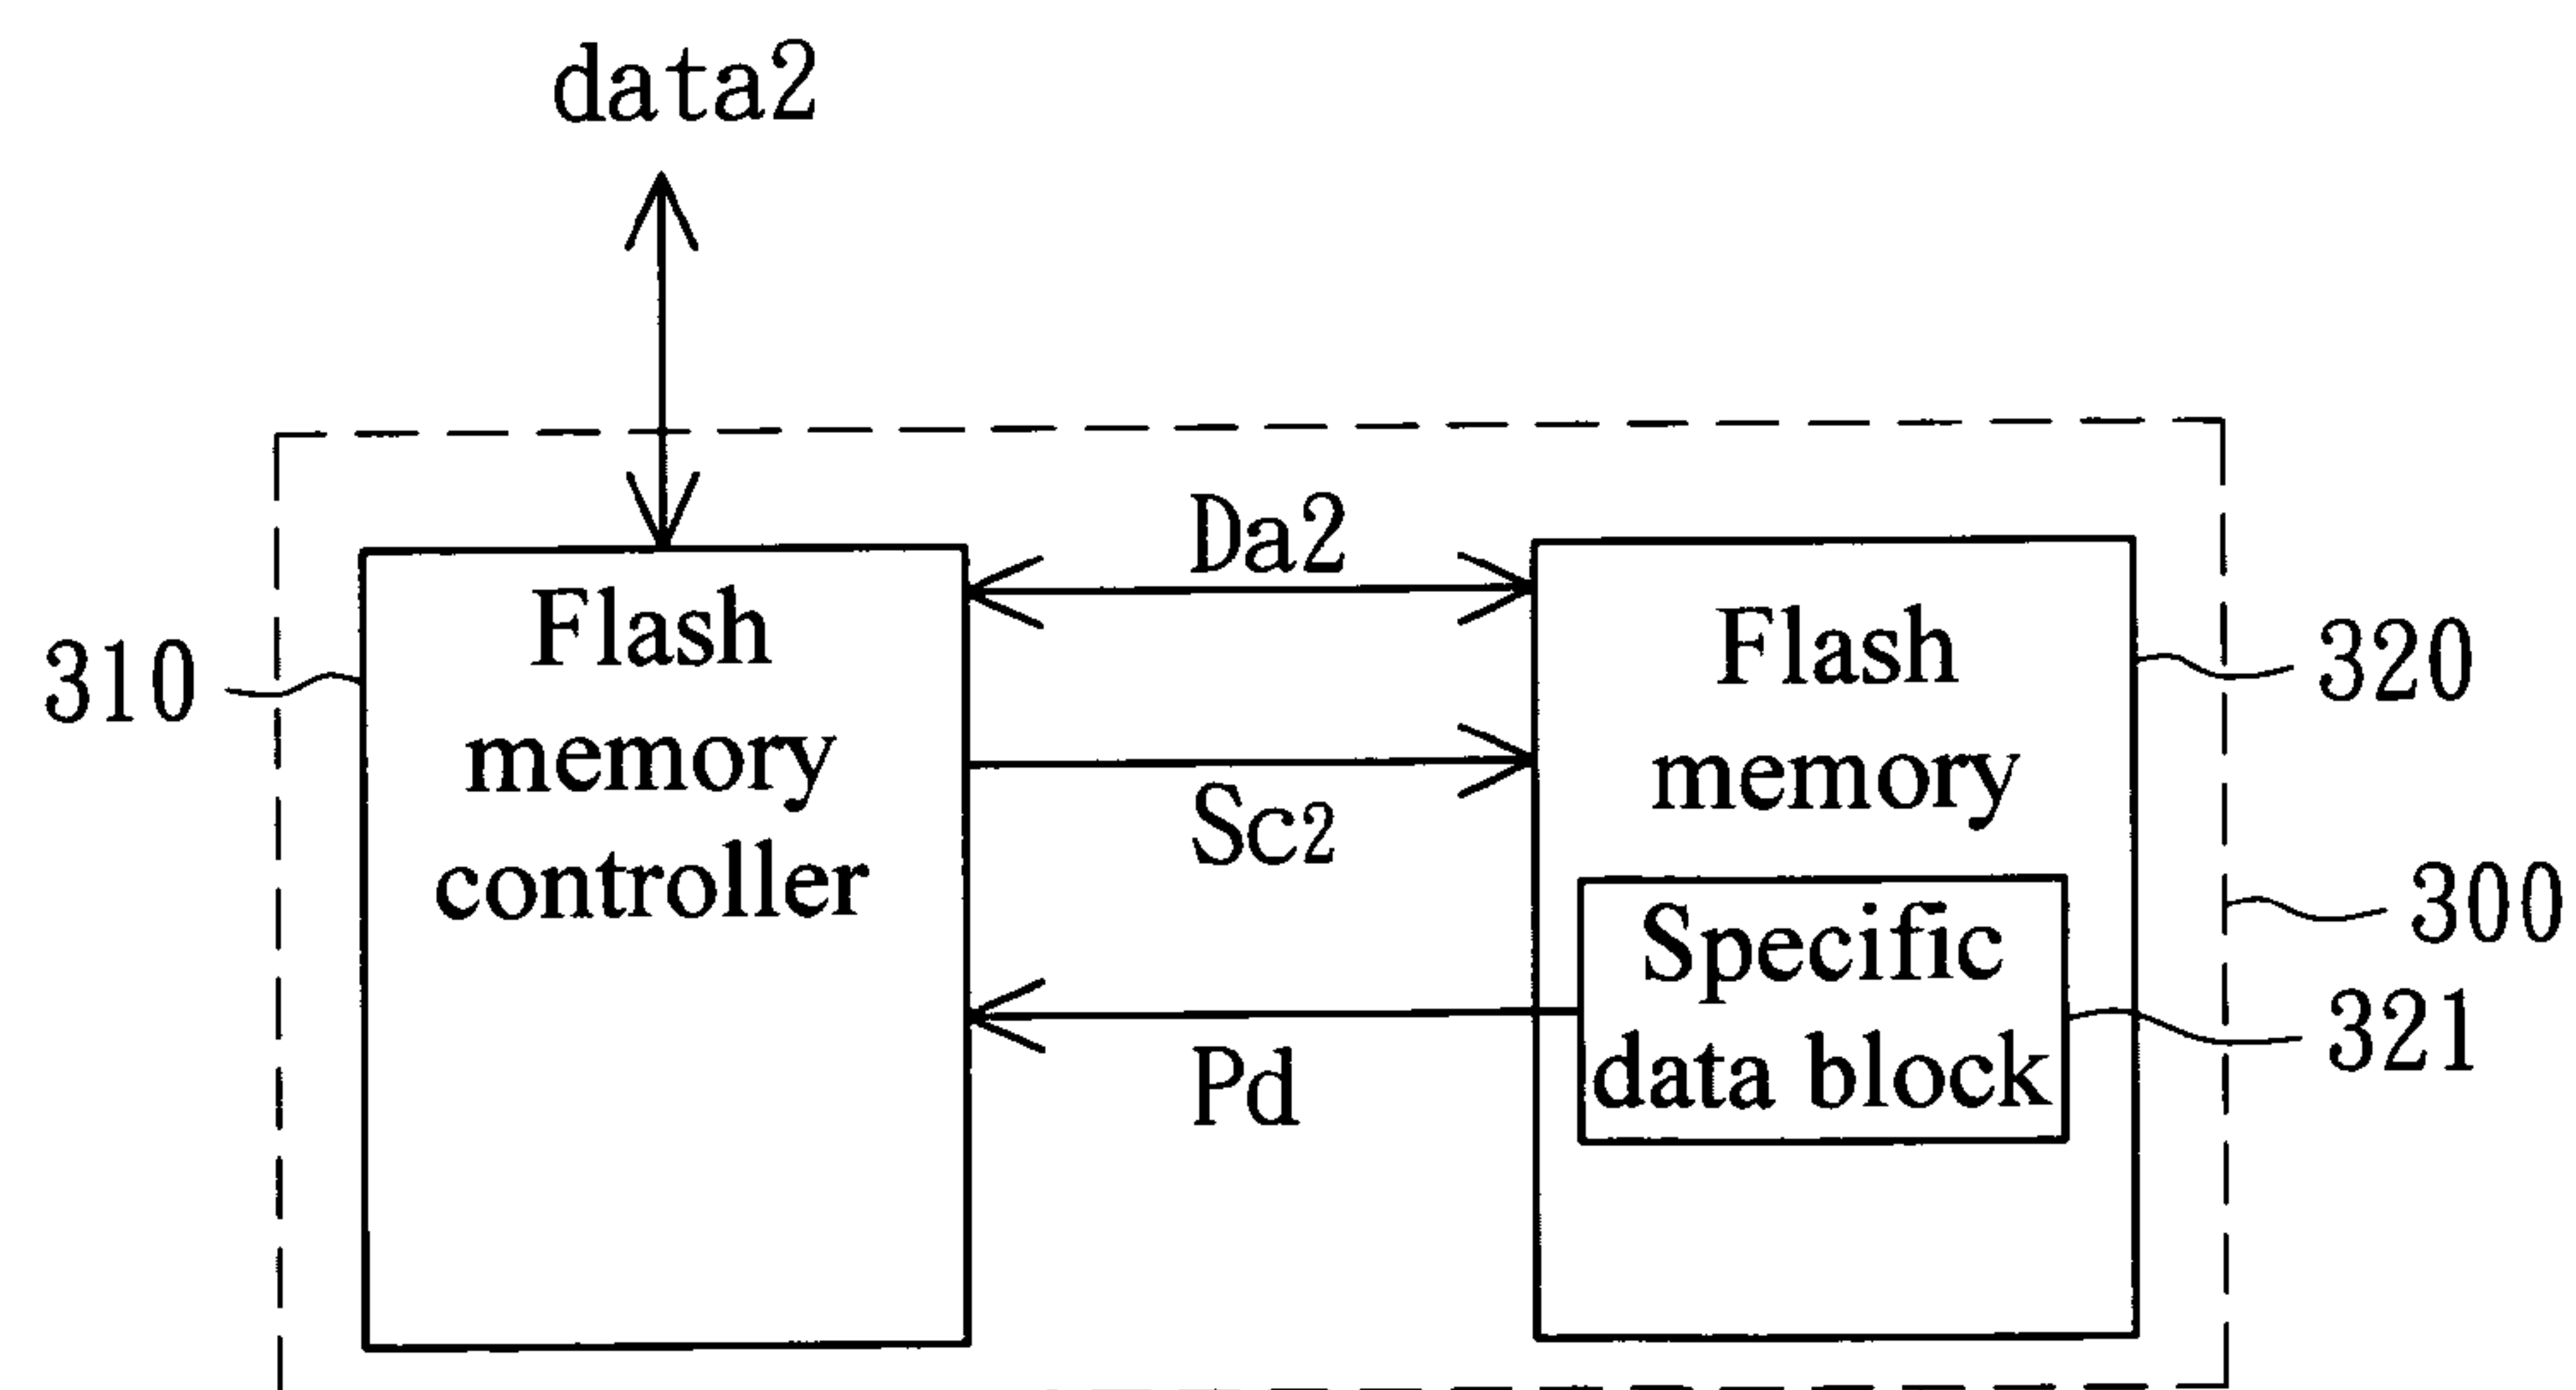 data2
Da2
Flash
memory
controller
310
Flash
memory
320
Sc2
300
Specific
data block
321
Pd